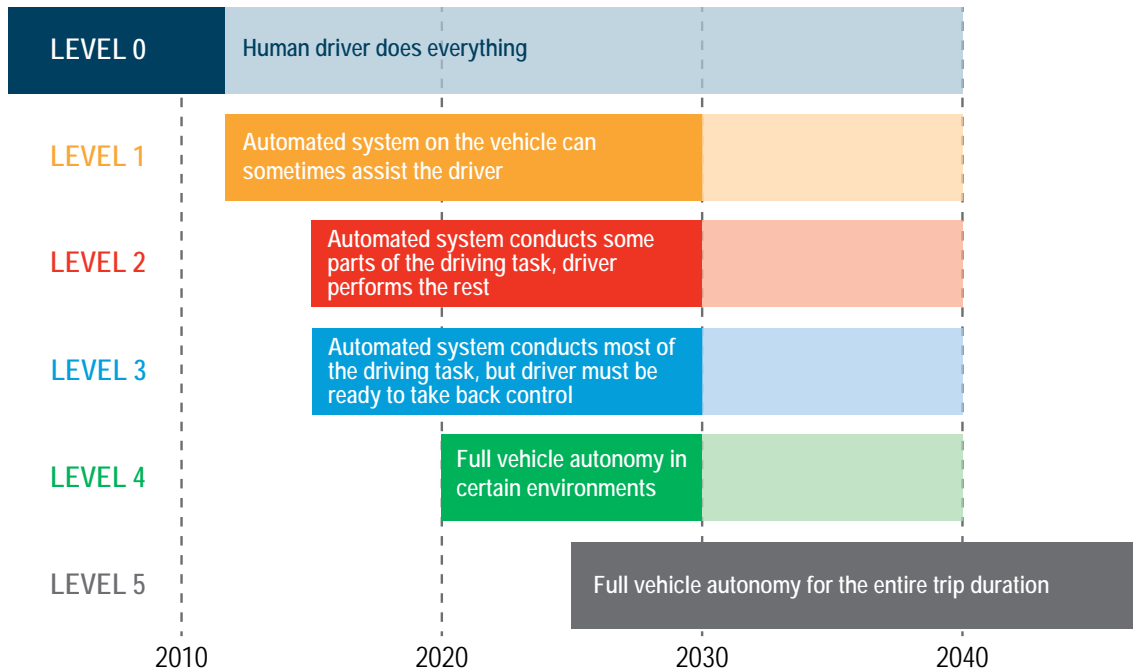 LEVEL 0
Human driver does everything
LEVEL 1
Automated system on the vehicle can
sometimes assist the driver
LEVEL 2
Automated system conducts some
parts of the driving task, driver
performs the rest
LEVEL 3
Automated system conducts most of
the driving task, but driver must be
ready to take back control
LEVEL 4
Full vehicle autonomy in
certain environments
LEVEL 5
Full vehicle autonomy for the entire trip duration
2010
2020
2030
2040